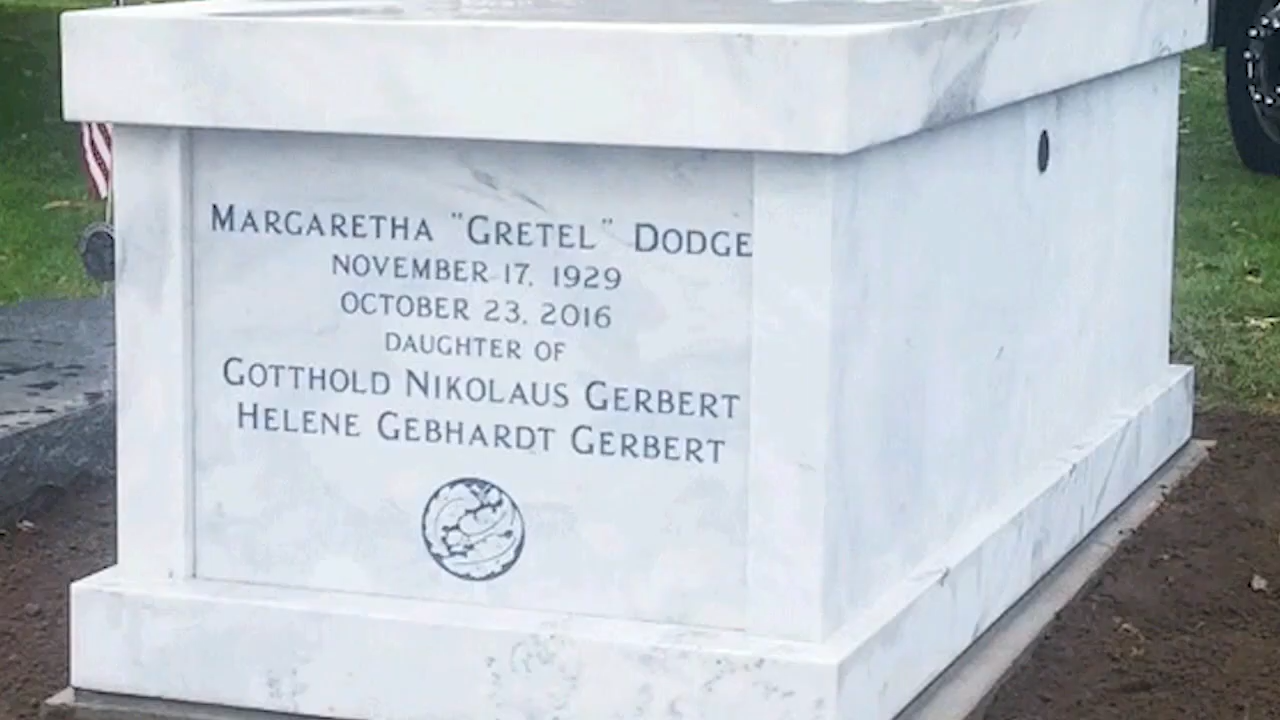 MARGARETHA "GRETEL" DODGE
NOVEMBER 17, 1929
OCTOBER 23, 2016
DAUGHTER OF
GOTTHOLD NIKOLAUS GERBERT
HELENE GEBHARDT GERBERT